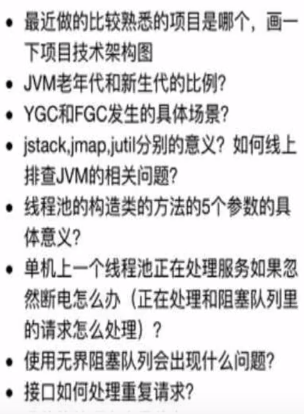 • 最近做的比较熟悉的项目是哪个，画一
下项目技术架构图
• JVM老年代和新生代的比例？
• YGC和FGC发生的具体场景？
• jstack,jmap,jutil分别的意义？如何线上
排查JVM的相关问题？
• 线程池的构造类的方法的5个参数的具
体意义？
• 单机上一个线程池正在处理服务如果忽
然断电怎么办（正在处理和阻塞队列里
的请求怎么处理）？
• 使用无界阻塞队列会出现什么问题？
• 接口如何处理重复请求？